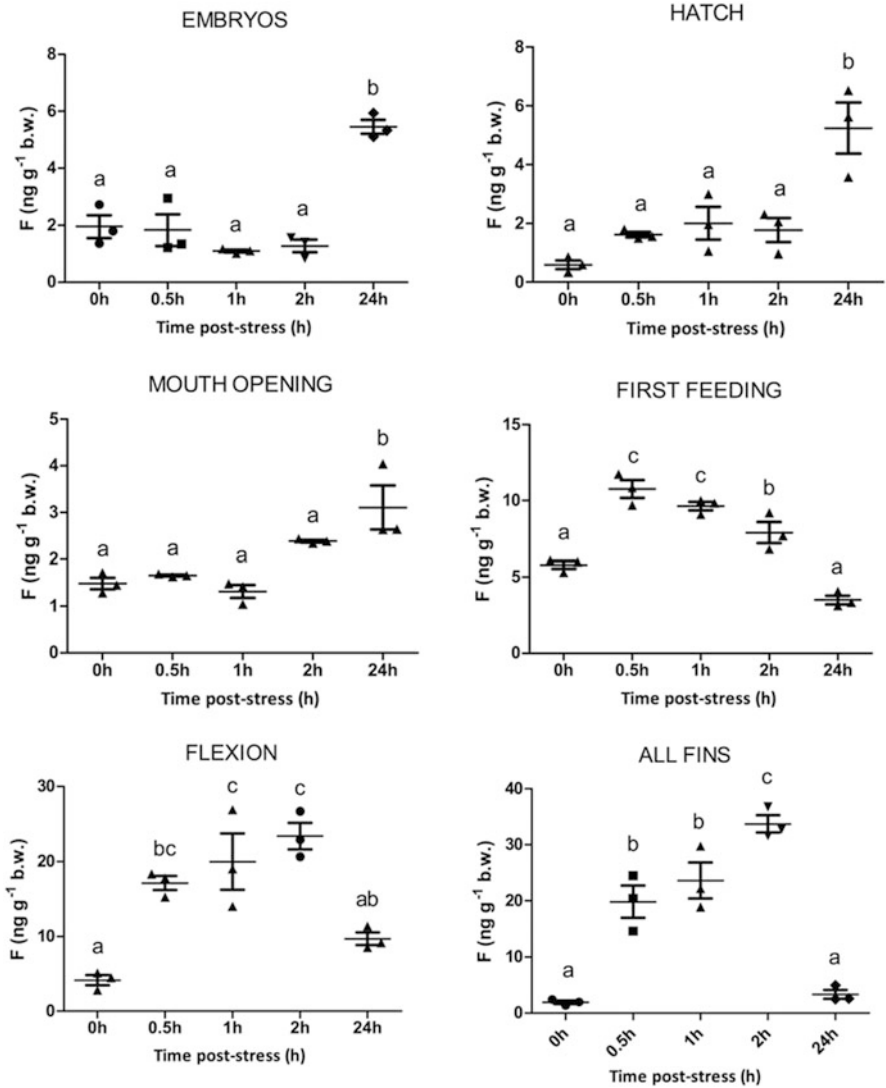 EMBRYOS
F (ng g⁻¹ b.w.)
8
6
4
2
0
a
a
a
a
b
0h
0.5h
1h
2h
24h
Time post-stress (h)
HATCH
F (ng g⁻¹ b.w.)
8
6
4
2
0
a
a
a
a
b
0h
0.5h
1h
2h
24h
Time post-stress (h)
MOUTH OPENING
F (ng g⁻¹ b.w.)
5
4
3
2
1
0
a
a
a
a
b
0h
0.5h
1h
2h
24h
Time post-stress (h)
FIRST FEEDING
F (ng g⁻¹ b.w.)
15
10
5
0
a
c
c
b
a
0h
0.5h
1h
2h
24h
Time post-stress (h)
FLEXION
F (ng g⁻¹ b.w.)
30
20
10
0
a
bc
c
c
ab
0h
0.5h
1h
2h
24h
Time post-stress (h)
ALL FINS
F (ng g⁻¹ b.w.)
40
30
20
10
0
a
b
b
c
a
0h
0.5h
1h
2h
24h
Time post-stress (h)